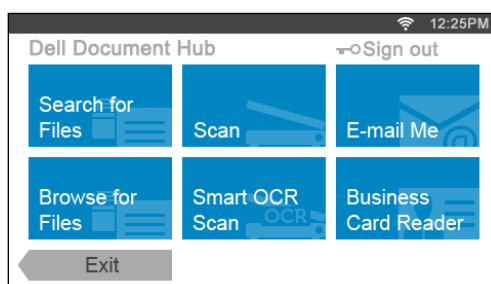 12:25PM
Dell Document Hub
Sign out
Search for
Files
Scan
E-mail Me
Browse for
Files
Smart OCR
Scan
OCR
Business
Card Reader
Exit